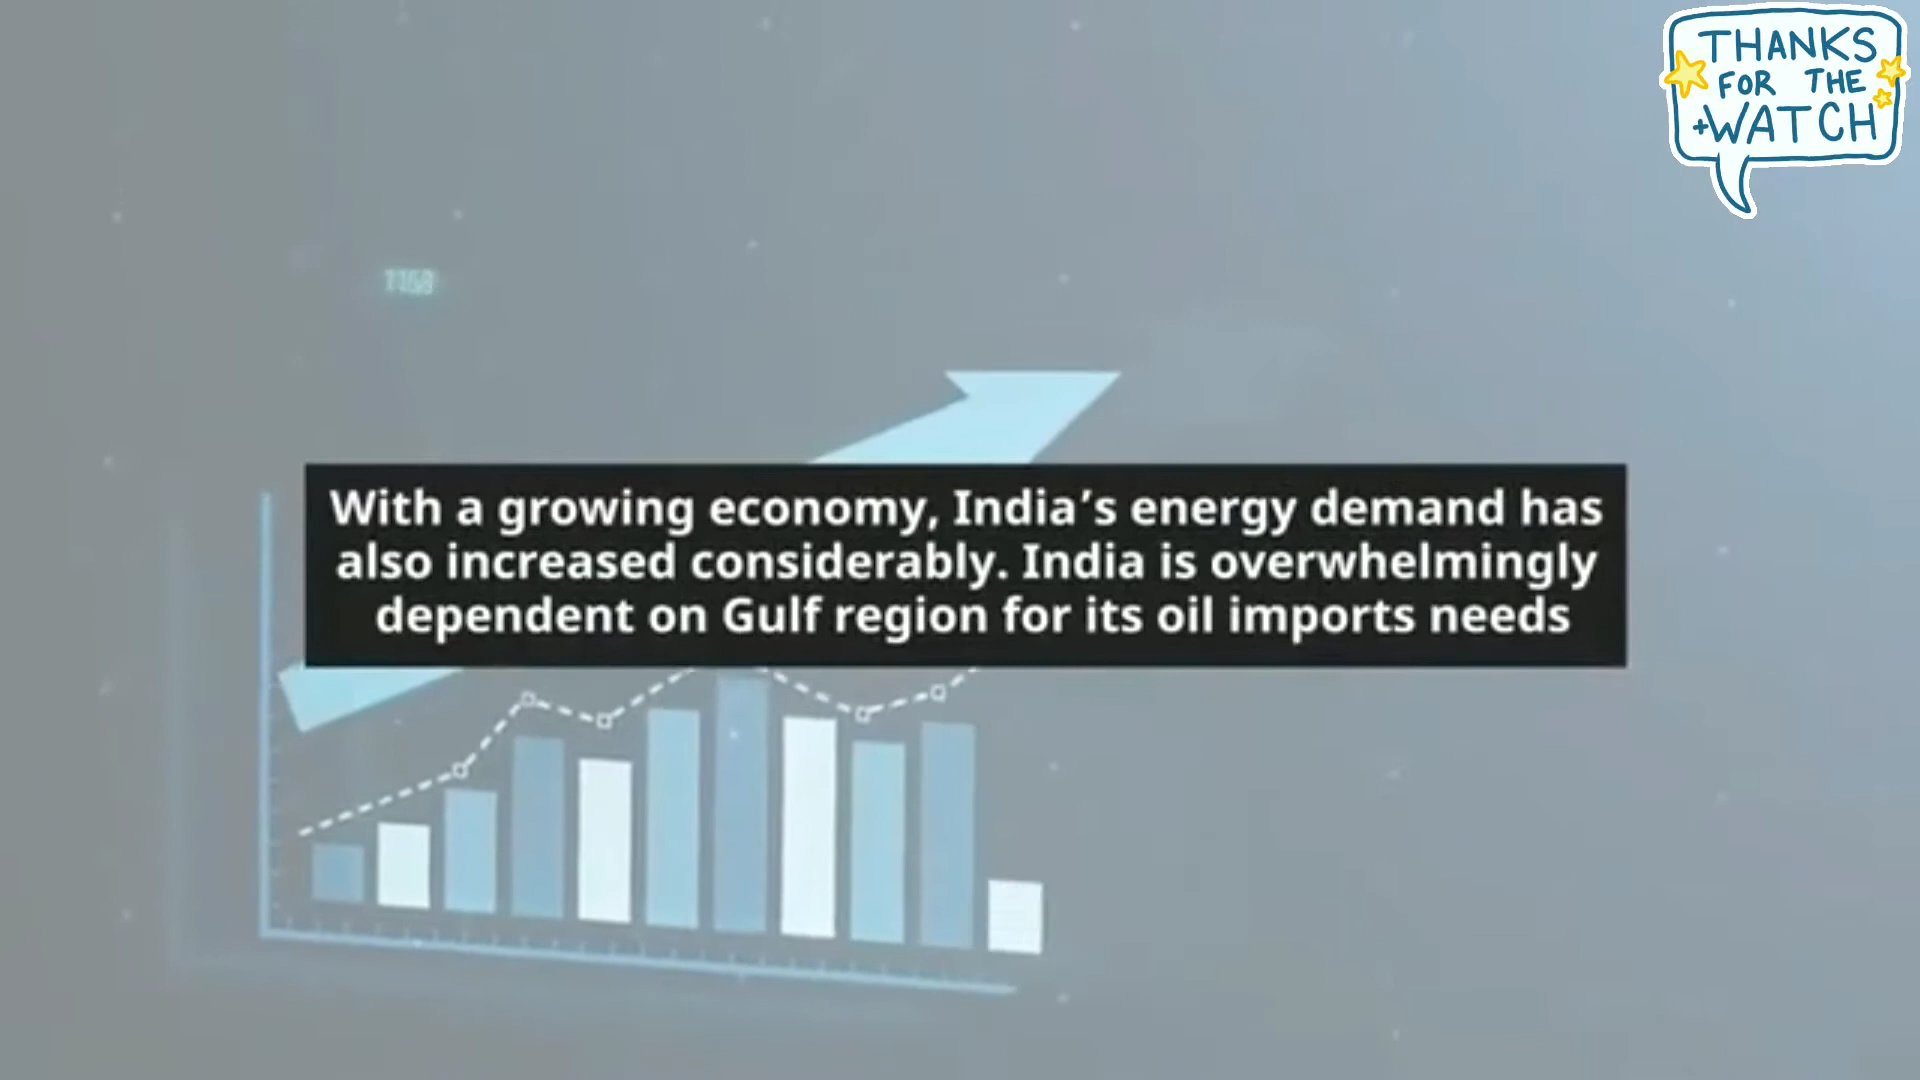 THANKS
FOR THE
WATCH
With a growing economy, India’s energy demand has
also increased considerably. India is overwhelmingly
dependent on Gulf region for its oil imports needs